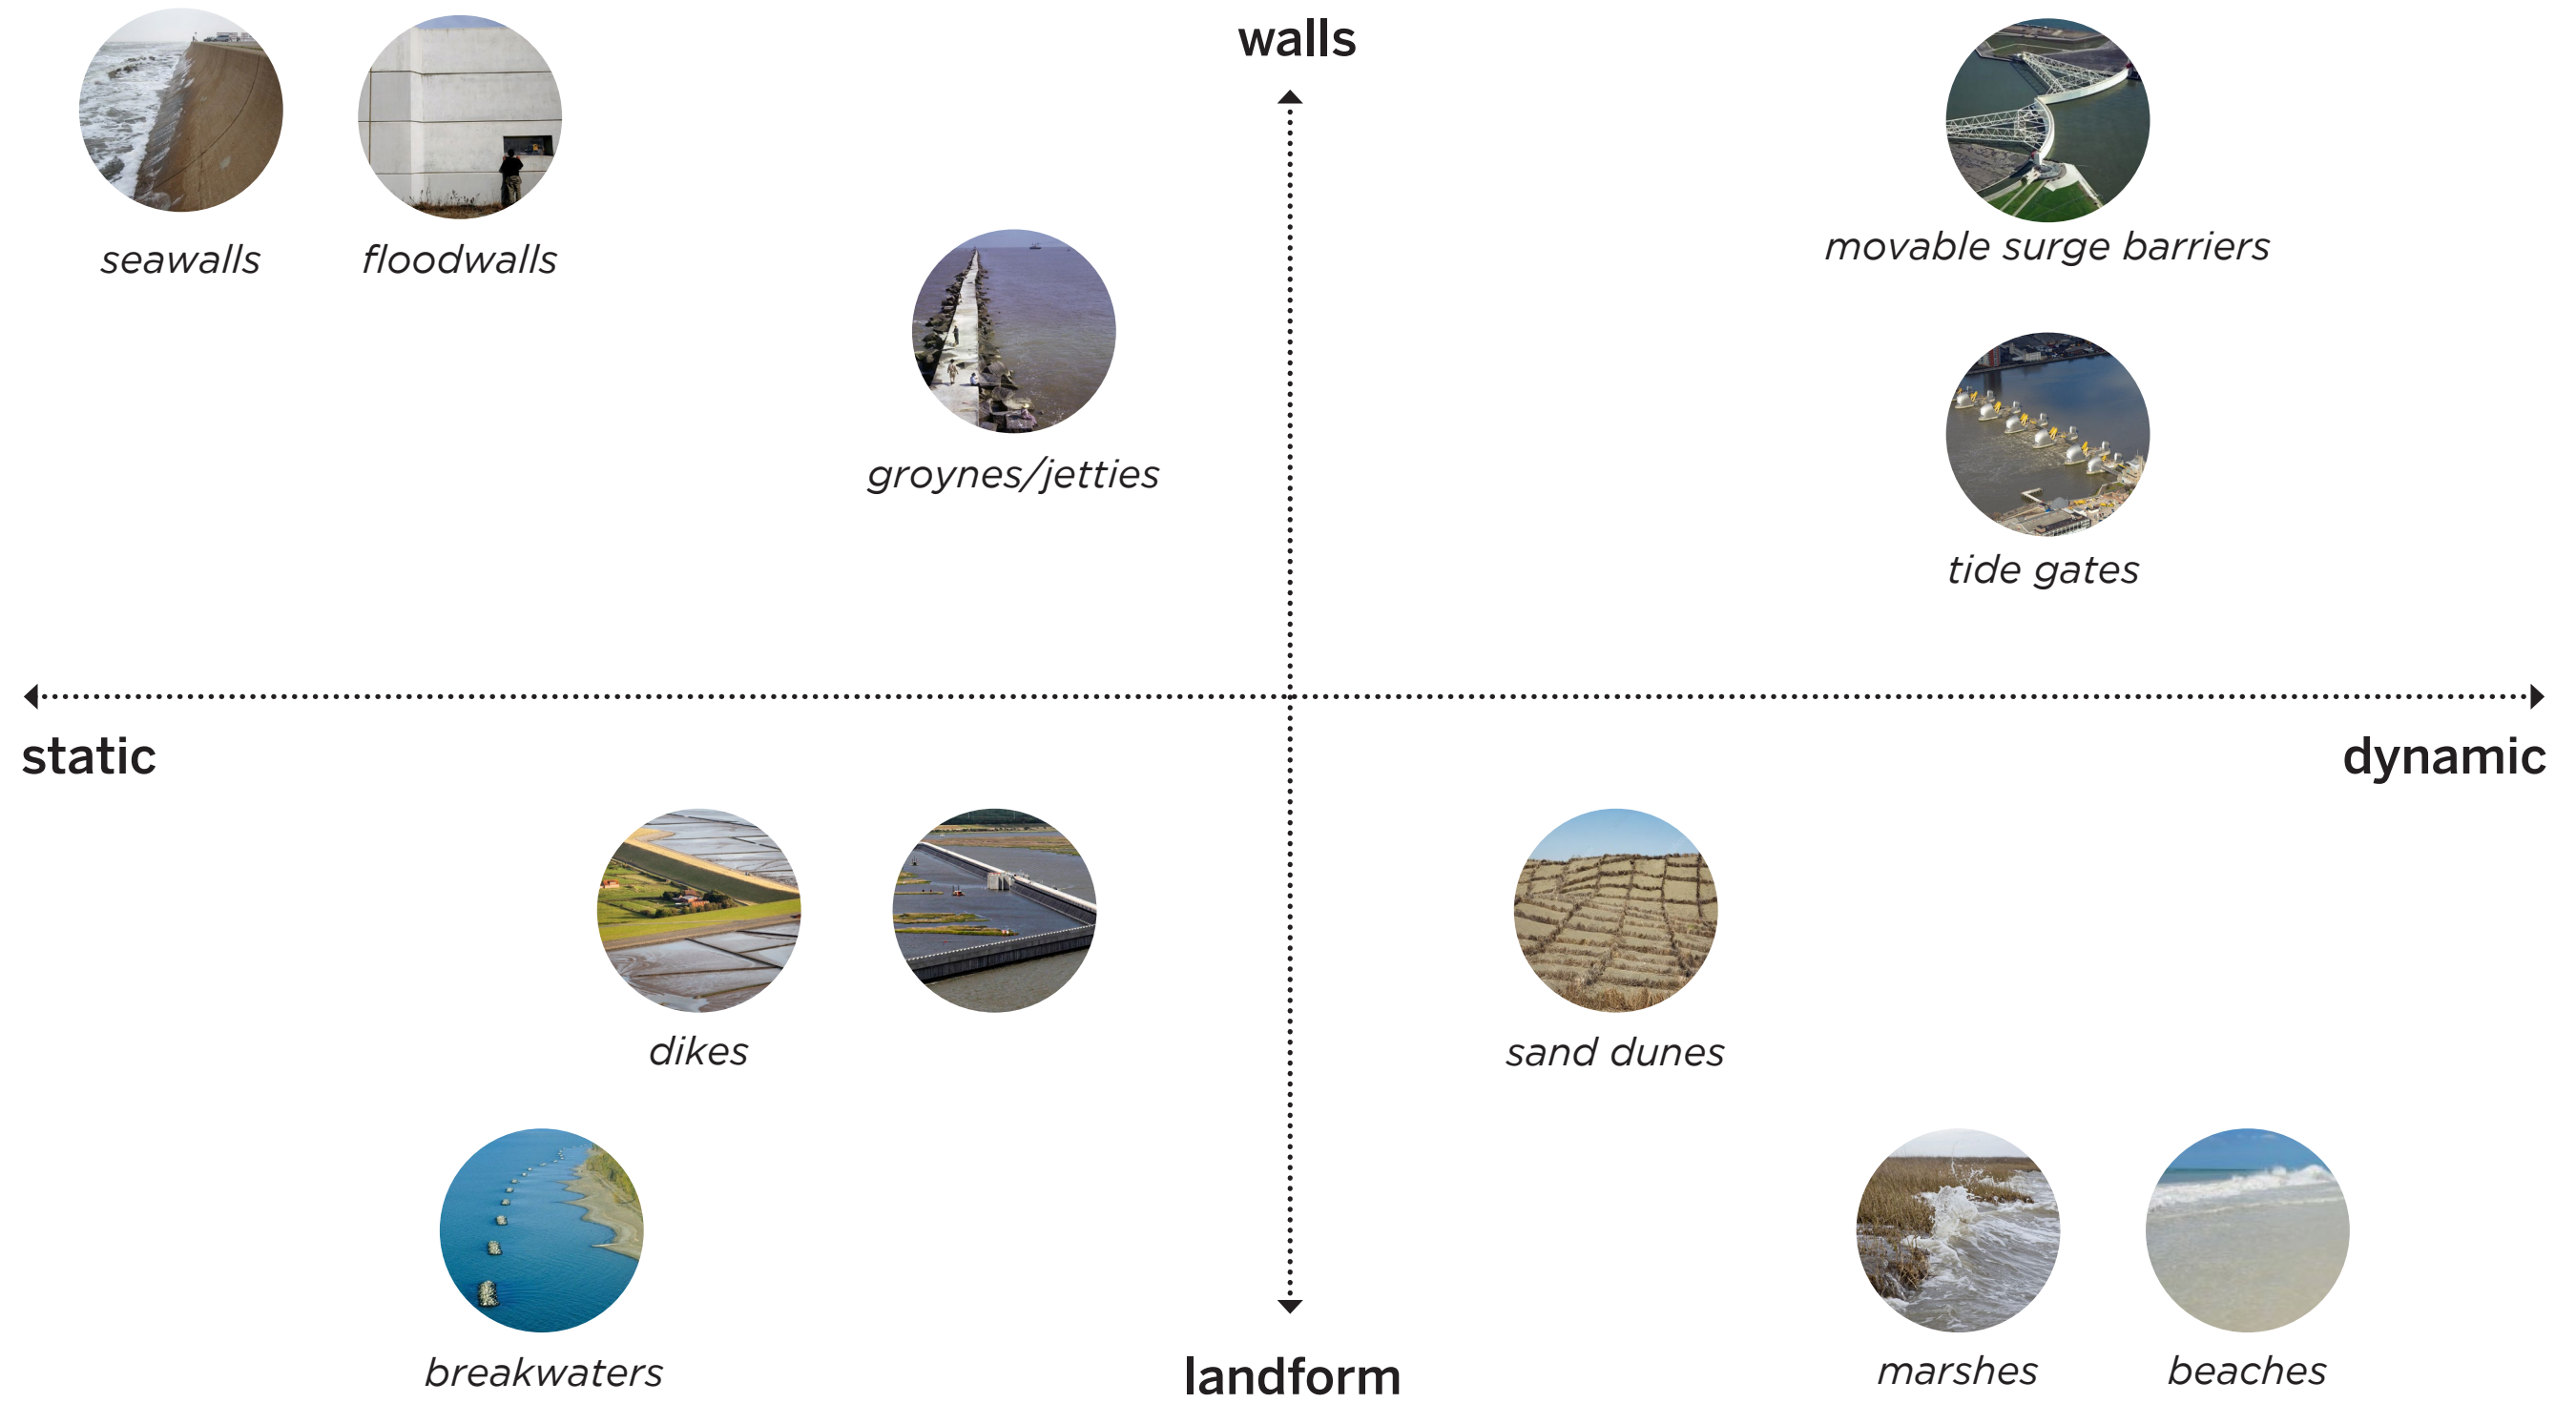 walls
seawalls
floodwalls
movable surge barriers
groynes/jetties
tide gates
static
dynamic
dikes
sand dunes
breakwaters
landform
marshes
beaches